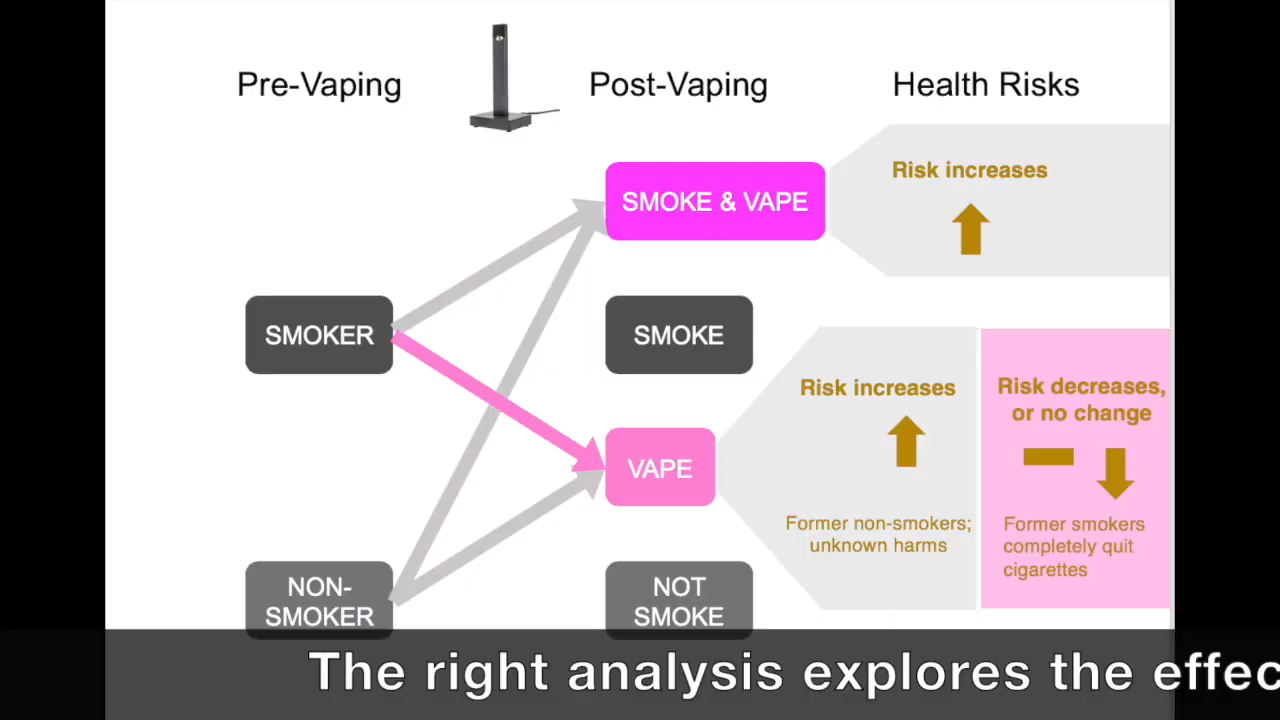 Pre-Vaping
Post-Vaping
Health Risks
Risk increases
SMOKE & VAPE
SMOKER
SMOKE
Risk increases
Risk decreases,
or no change
VAPE
Former non-smokers;
unknown harms
Former smokers
completely quit
cigarettes
NON-
SMOKER
NOT
SMOKE
The right analysis explores the effec